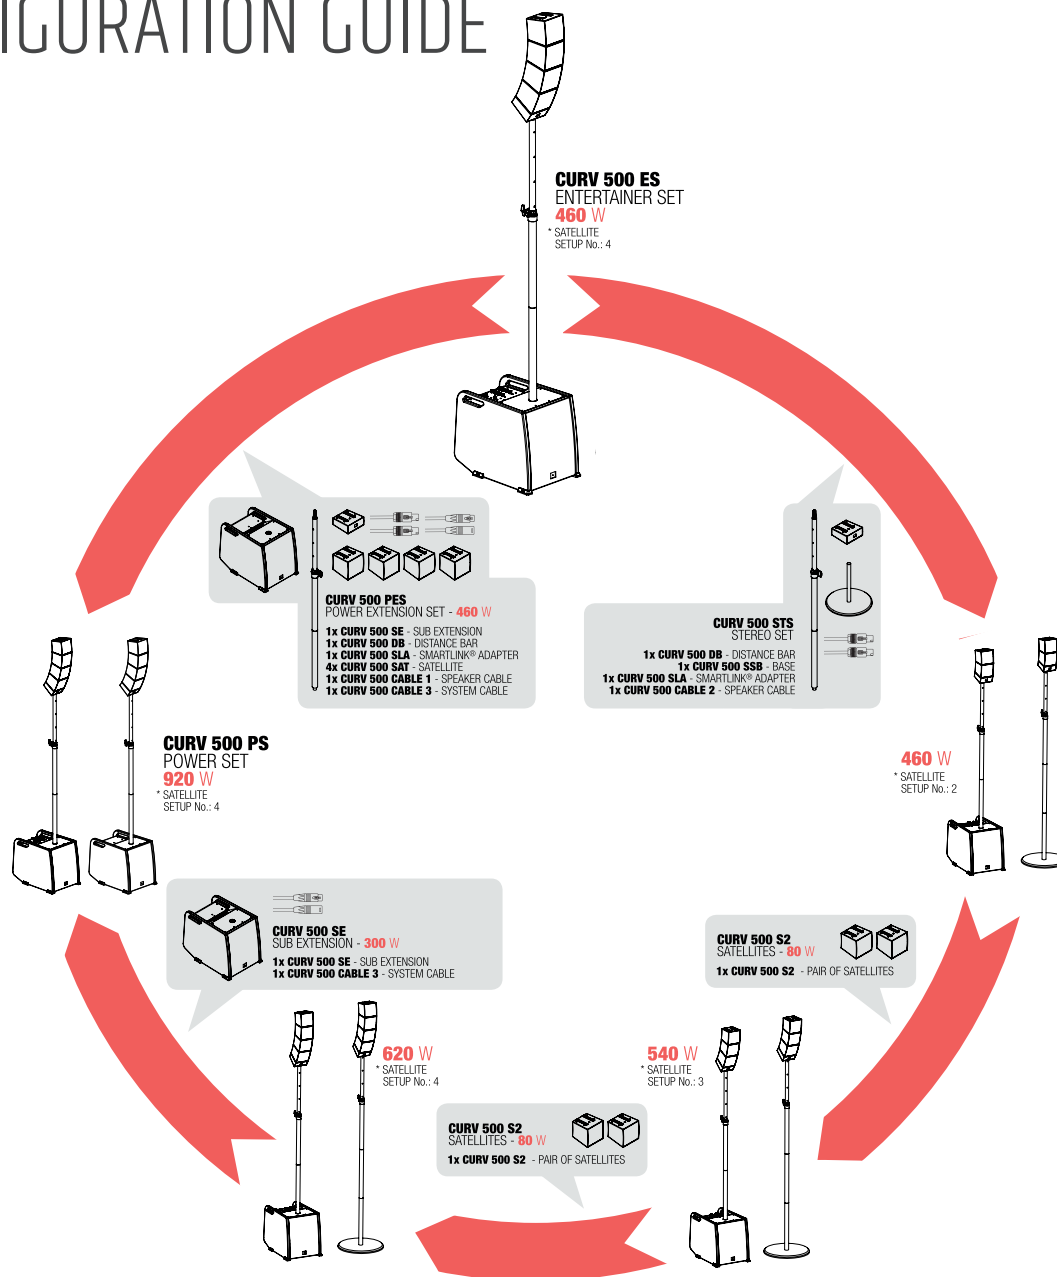 IGURATION GUIDE
CURV 500 ES
ENTERTAINER SET
460 W
* SATELLITE
SETUP No.: 4
CURV 500 PES
POWER EXTENSION SET - 460 W
1x CURV 500 SE - SUB EXTENSION
1x CURV 500 DB - DISTANCE BAR
1x CURV 500 SLA - SMARTLINK® ADAPTER
4x CURV 500 SAT - SATELLITE
1x CURV 500 CABLE 1 - SPEAKER CABLE
1x CURV 500 CABLE 3 - SYSTEM CABLE
CURV 500 STS
STEREO SET
1x CURV 500 DB - DISTANCE BAR
1x CURV 500 SSB - BASE
1x CURV 500 SLA - SMARTLINK® ADAPTER
1x CURV 500 CABLE 2 - SPEAKER CABLE
CURV 500 PS
POWER SET
920 W
* SATELLITE
SETUP No.: 4
460 W
* SATELLITE
SETUP No.: 2
CURV 500 SE
SUB EXTENSION - 300 W
1x CURV 500 SE - SUB EXTENSION
1x CURV 500 CABLE 3 - SYSTEM CABLE
CURV 500 S2
SATELLITES - 80 W
1x CURV 500 S2 - PAIR OF SATELLITES
620 W
* SATELLITE
SETUP No.: 4
540 W
* SATELLITE
SETUP No.: 3
CURV 500 S2
SATELLITES - 80 W
1x CURV 500 S2 - PAIR OF SATELLITES